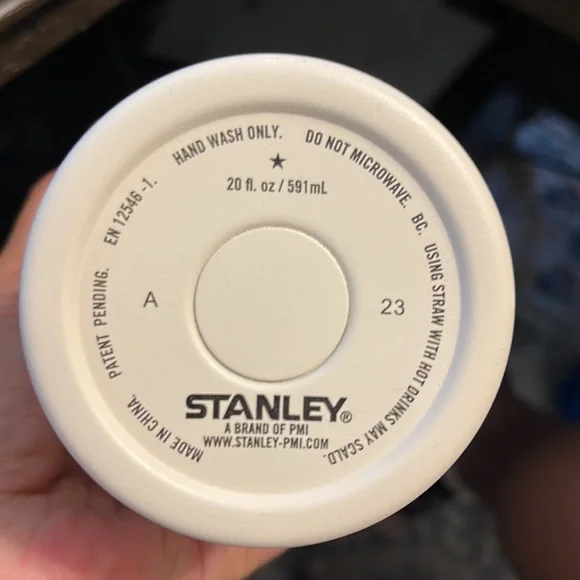 MADE IN CHINA. PATENT PENDING. EN 12546 -1. HAND WASH ONLY. DO NOT MICROWAVE. BC. USING STRAW WITH HOT DRINKS MAY SCALD.
★
20 fl. oz / 591mL
A 23
STANLEY®
A BRAND OF PMI
WWW.STANLEY-PMI.COM